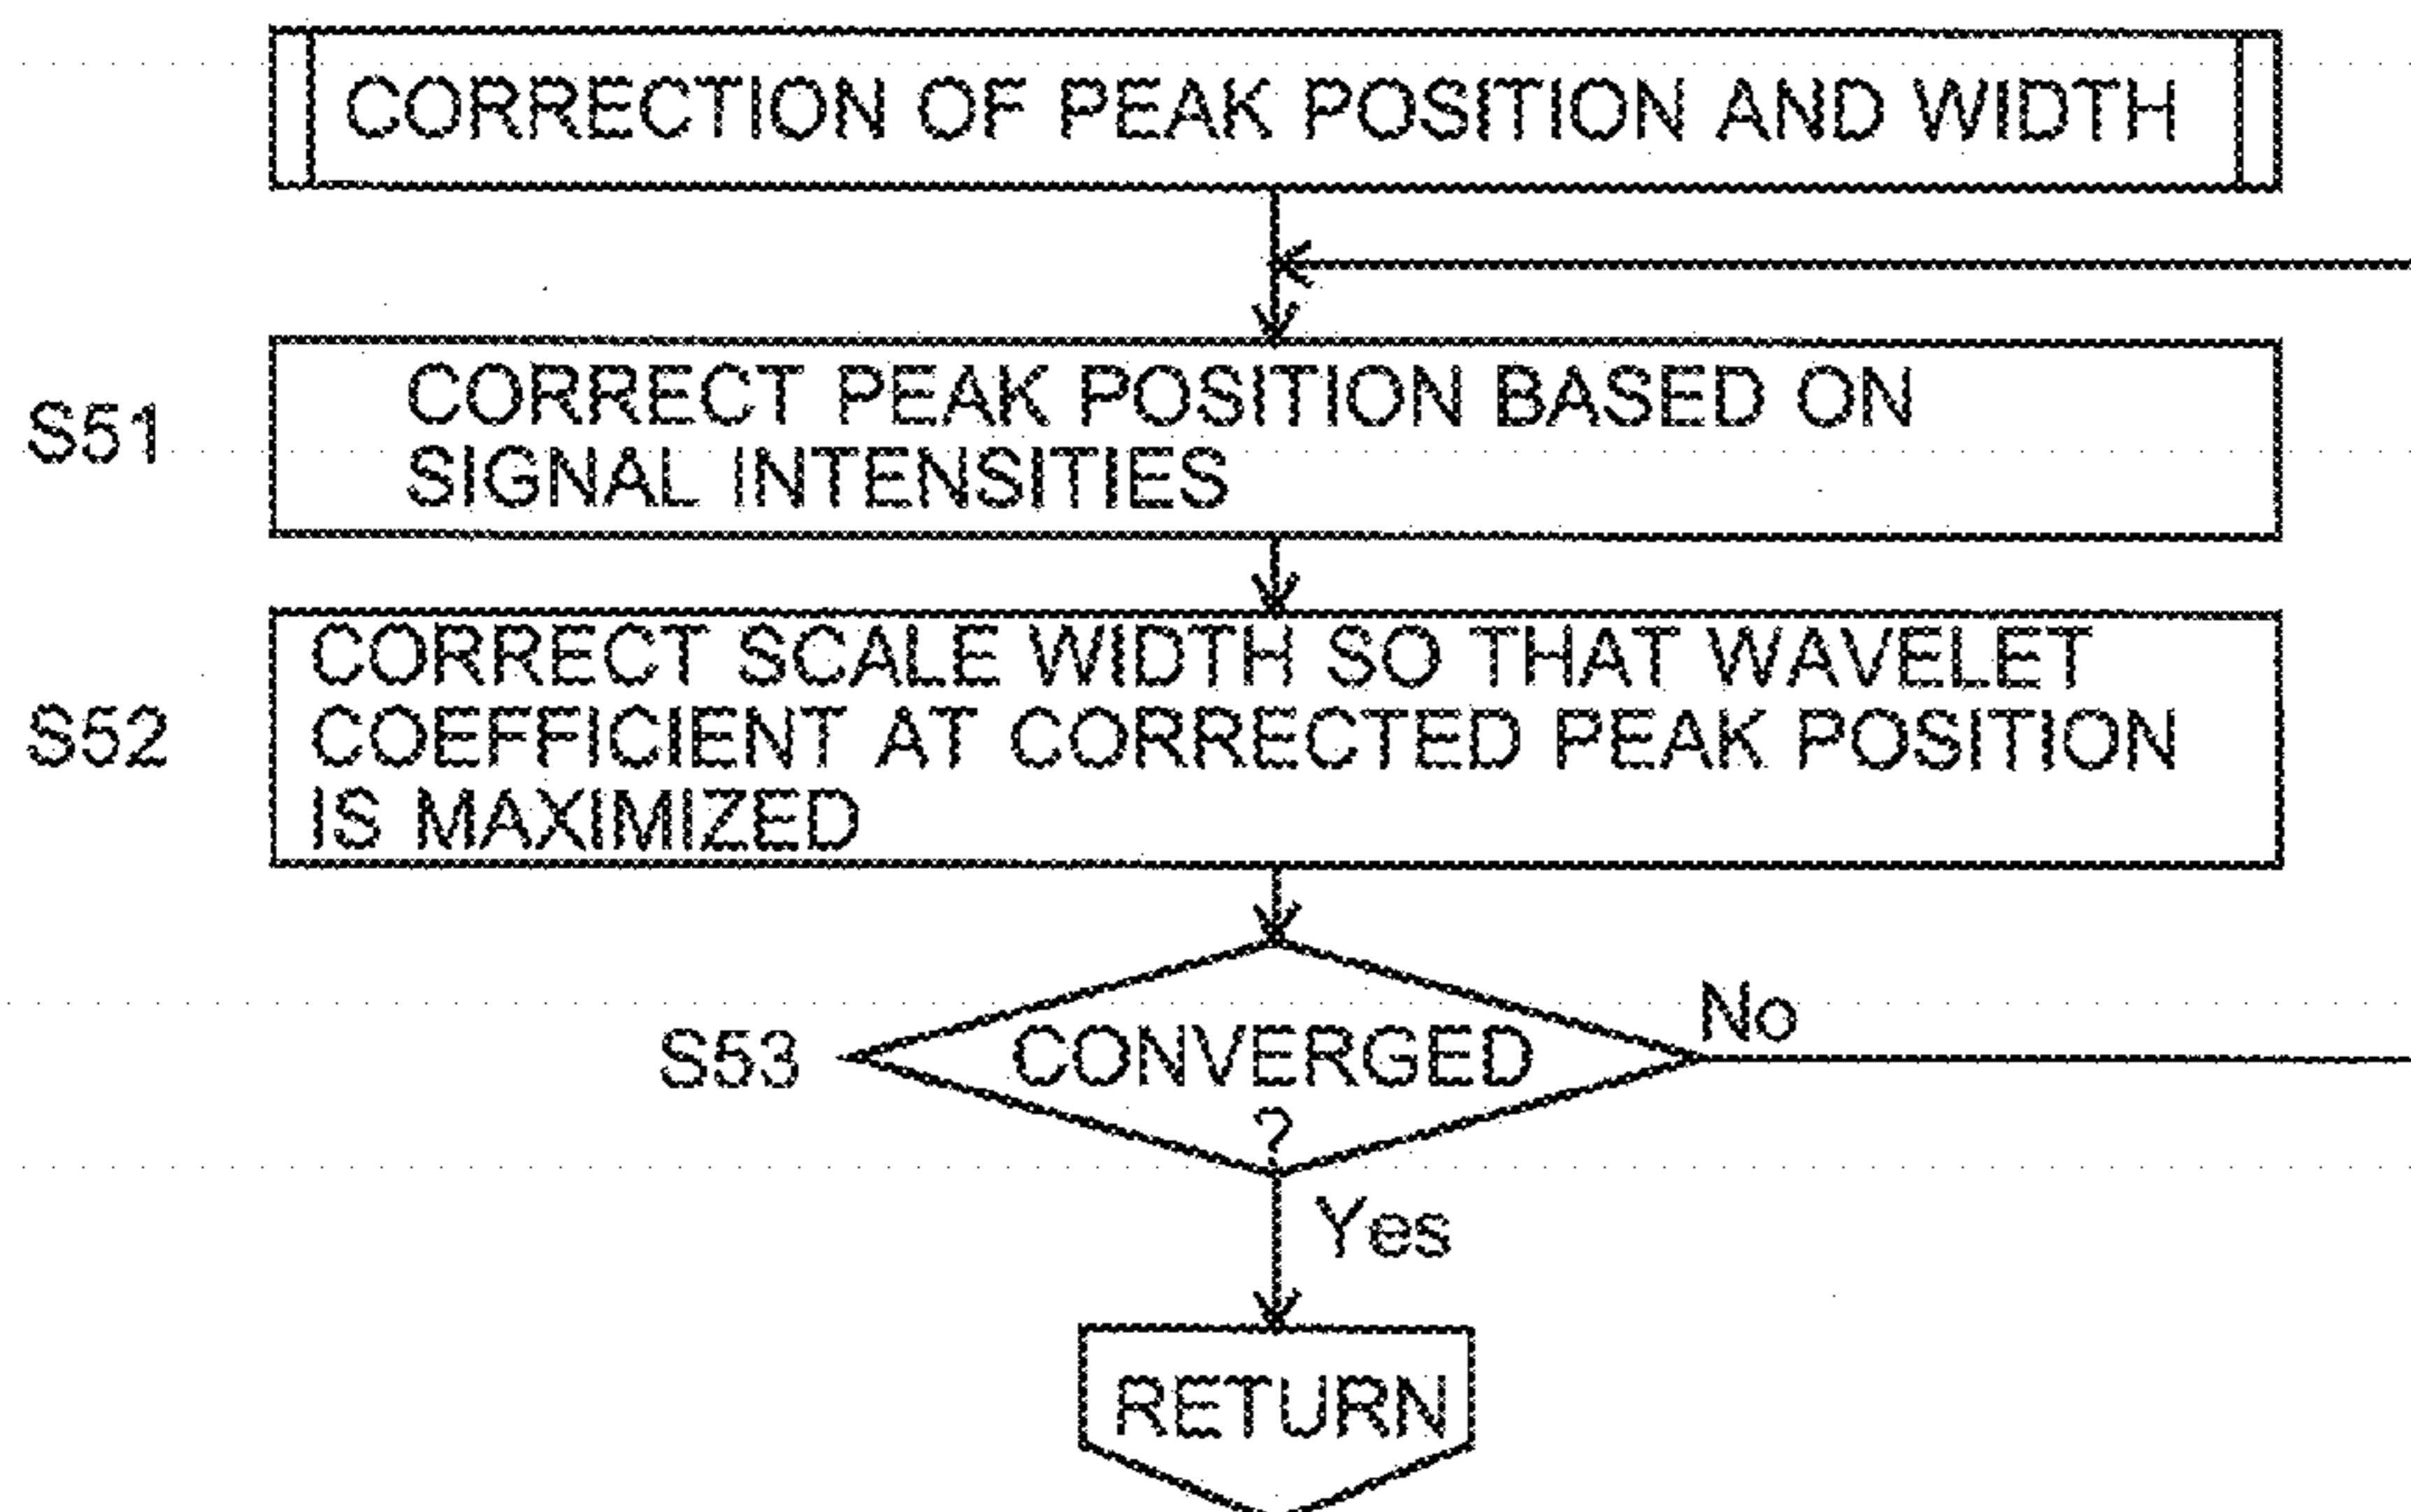 CORRECTION OF PEAK POSITION AND WIDTH
S51
CORRECT PEAK POSITION BASED ON
SIGNAL INTENSITIES
S52
CORRECT SCALE WIDTH SO THAT WAVELET
COEFFICIENT AT CORRECTED PEAK POSITION
IS MAXIMIZED
S53
CONVERGED
?
No
Yes
RETURN